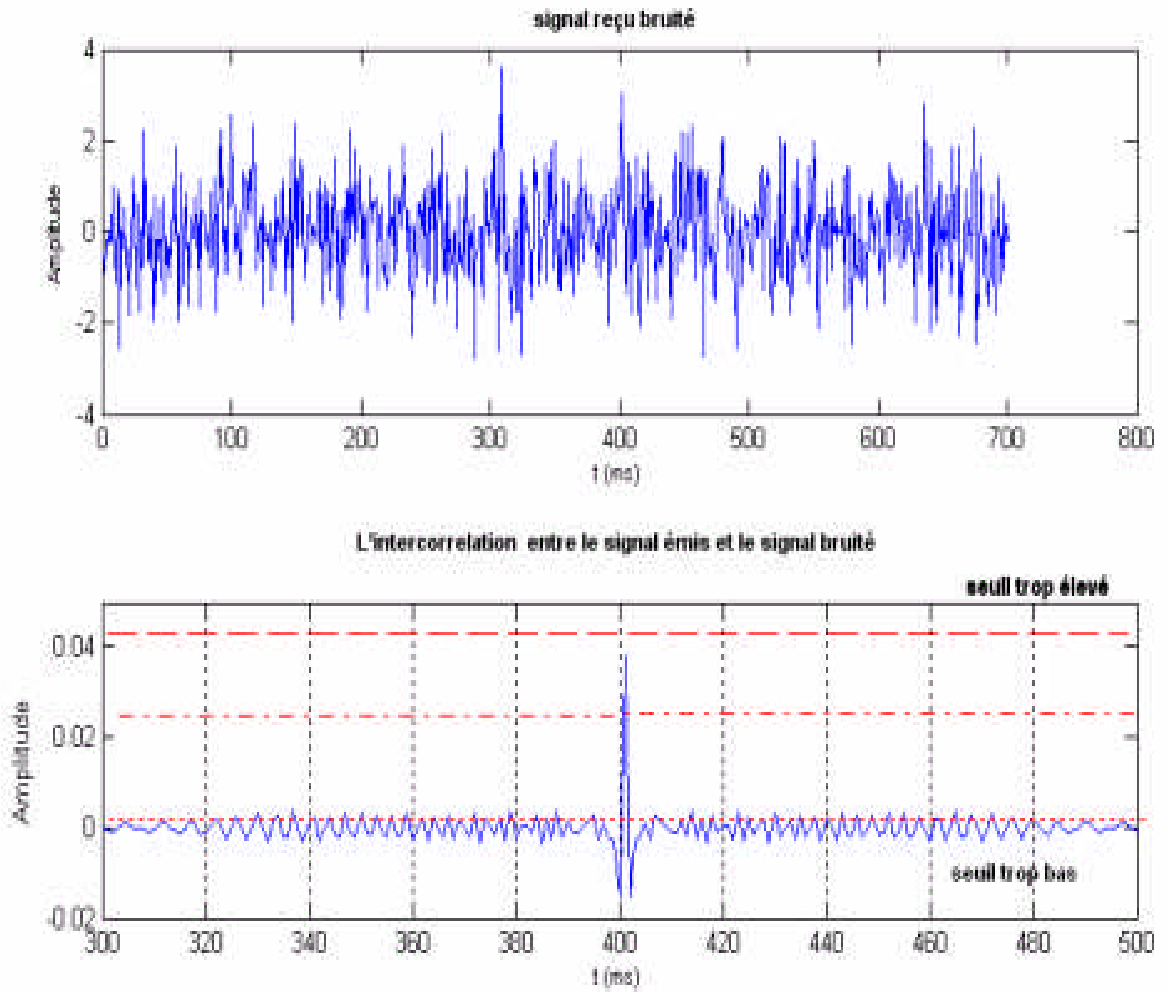 signal reçu bruité
4
2
0
-2
-4
Amplitude
0 100 200 300 400 500 600 700 800
t (ms)
L'intercorrelation entre le signal émis et le signal bruité
seuil trop élevé
0.04
0.02
0
-0.02
Amplitude
seuil trop bas
300 320 340 360 380 400 420 440 460 480 500
t (ms)